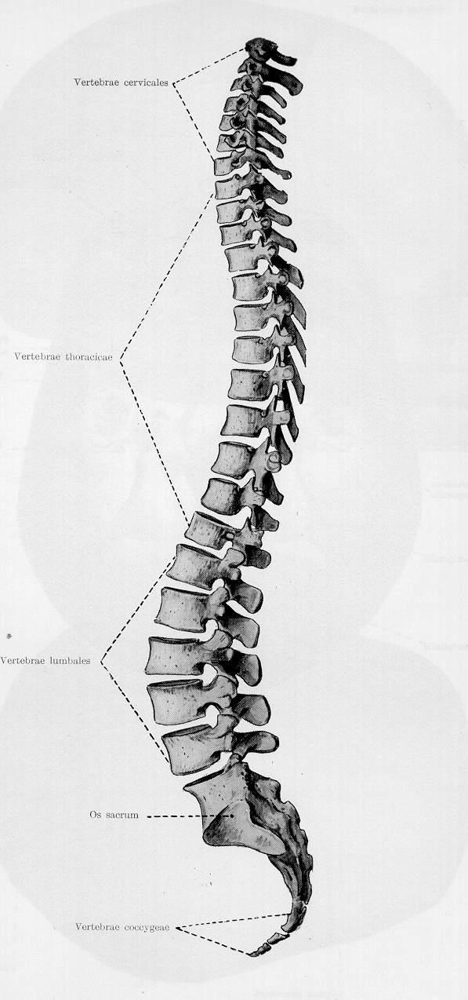 Vertebrae cervicales
Vertebrae thoracicae
Vertebrae lumbales
Os sacrum
Vertebrae coccygeae